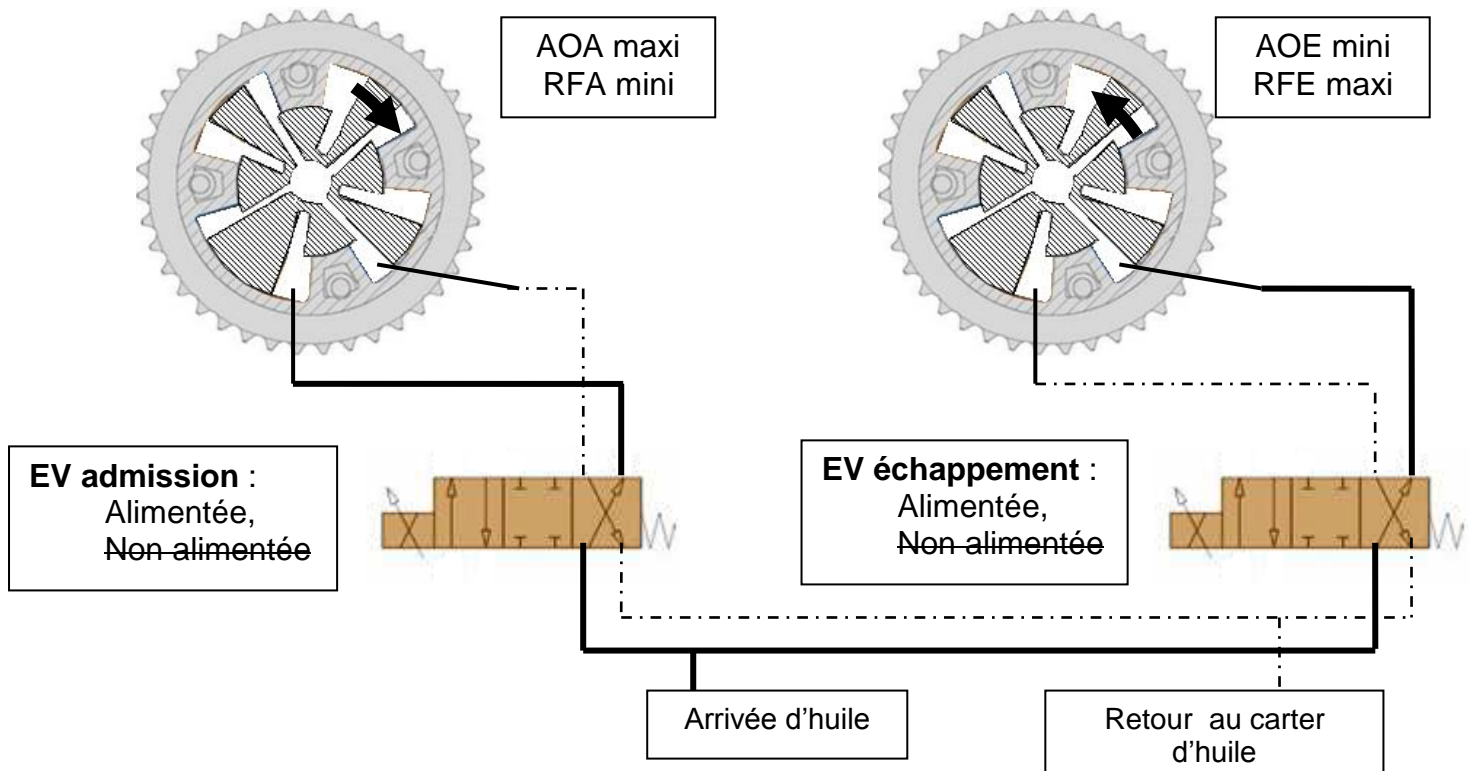 AOA maxi
RFA mini
AOE mini
RFE maxi
EV admission :
Alimentée,
Non alimentée
EV échappement :
Alimentée,
Non alimentée
Arrivée d’huile
Retour au carter
d’huile